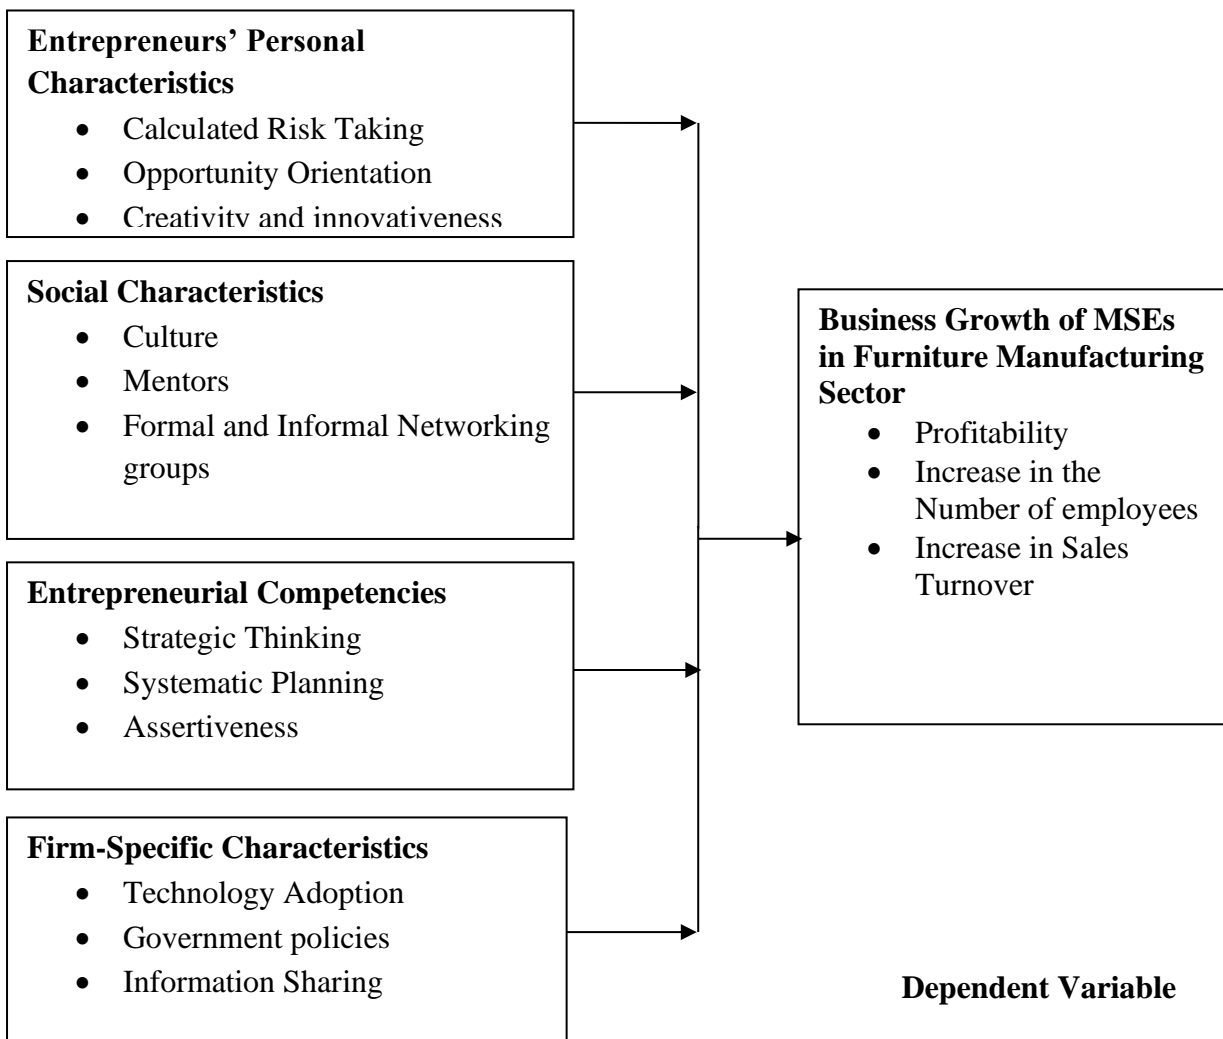 Entrepreneurs’ Personal
Characteristics
• Calculated Risk Taking
• Opportunity Orientation
• Creativity and innovativeness
Social Characteristics
• Culture
• Mentors
• Formal and Informal Networking
groups
Entrepreneurial Competencies
• Strategic Thinking
• Systematic Planning
• Assertiveness
Firm-Specific Characteristics
• Technology Adoption
• Government policies
• Information Sharing
Business Growth of MSEs
in Furniture Manufacturing
Sector
• Profitability
• Increase in the
Number of employees
• Increase in Sales
Turnover
Dependent Variable